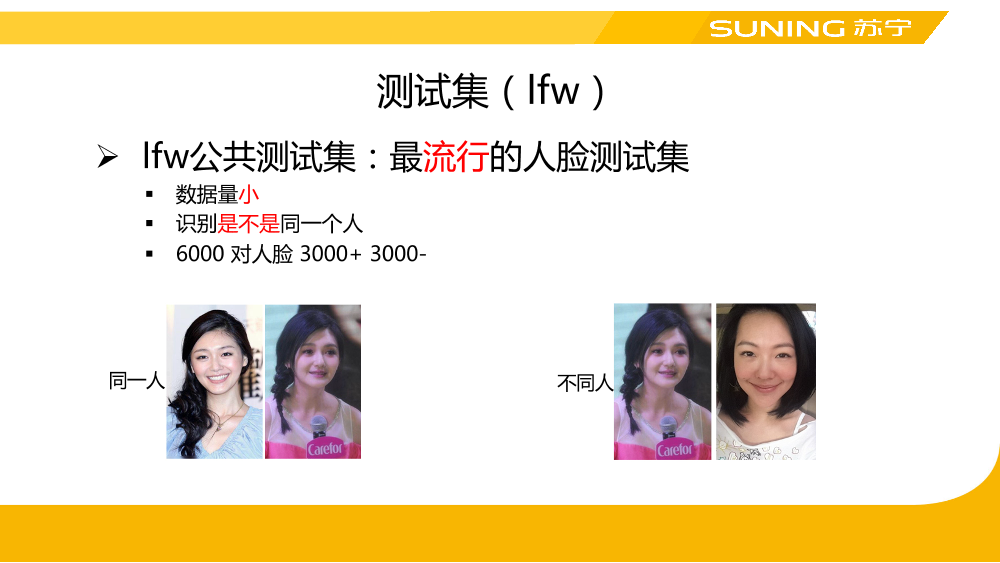 SUNING 苏宁
测试集（lfw）
lfw公共测试集：最流行的人脸测试集
数据量小
识别是不是同一个人
6000 对人脸 3000+ 3000-
同一人
Carefor
不同人
Carefor